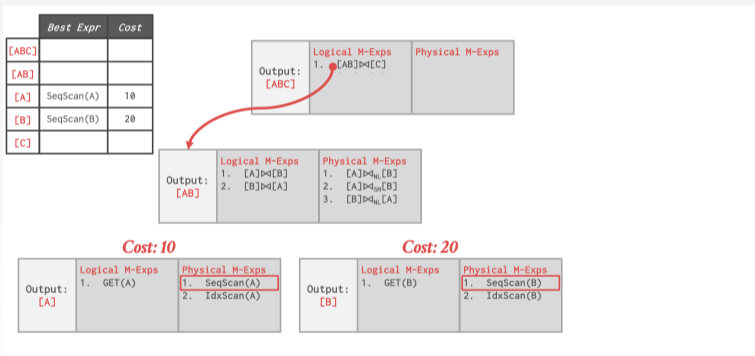 Best Expr Cost
[ABC]
[AB]
[A] SeqScan(A) 10
[B] SeqScan(B) 20
[C]
Output:
[ABC]
Logical M-Exps
1. [AB]⋈[C]
Physical M-Exps
Output:
[AB]
Logical M-Exps
1. [A]⋈[B]
2. [B]⋈[A]
Physical M-Exps
1. [A]⋈NL[B]
2. [A]⋈SM[B]
3. [B]⋈NL[A]
Cost: 10
Output:
[A]
Logical M-Exps
1. GET(A)
Physical M-Exps
1. SeqScan(A)
2. IdxScan(A)
Cost: 20
Output:
[B]
Logical M-Exps
1. GET(B)
Physical M-Exps
1. SeqScan(B)
2. IdxScan(B)